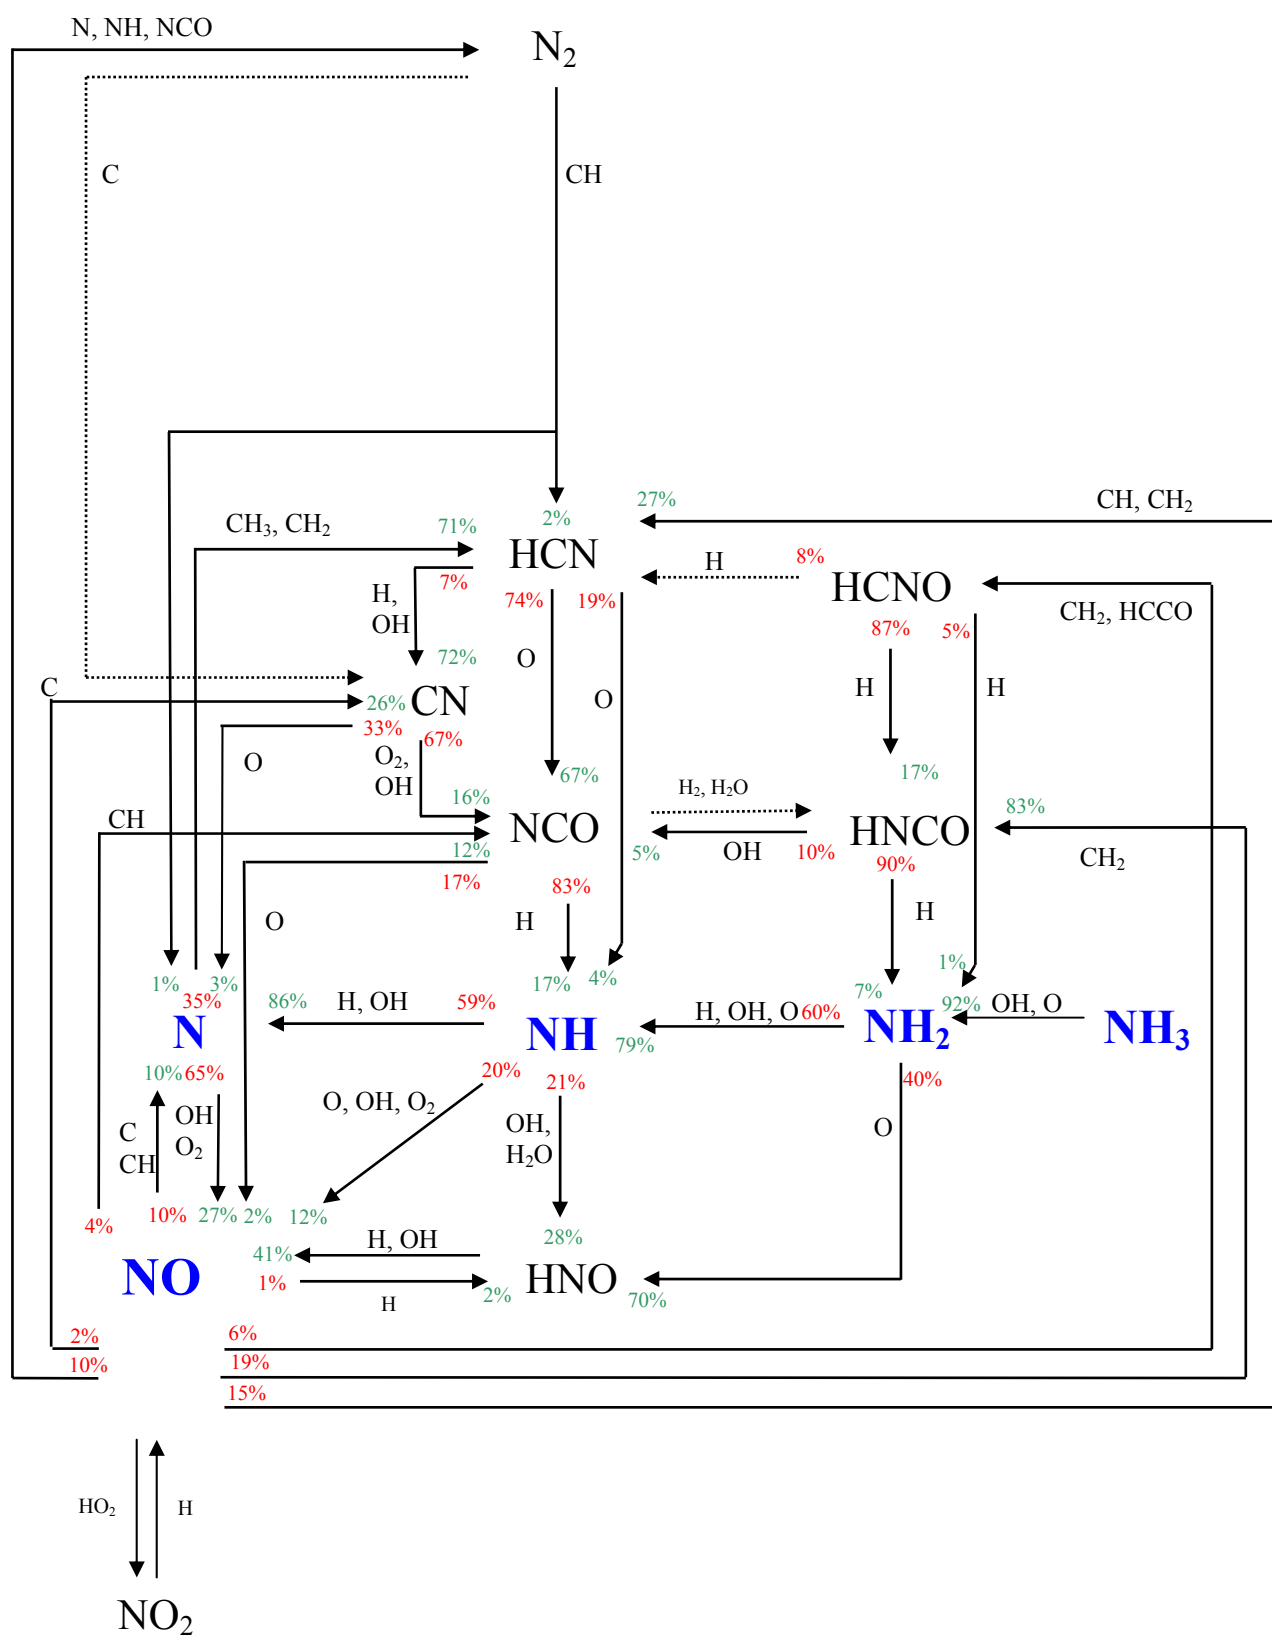 N, NH, NCO
N₂
C
CH
27%
CH, CH₂
CH₃, CH₂
71%
2%
HCN
7%
74%
19%
H
8%
HCNO
87%
5%
CH₂, HCCO
H,
OH
72%
O
O
H
H
C
26%
CN
33%
67%
O
O₂,
OH
67%
17%
16%
H₂, H₂O
83%
CH
NCO
HNCO
12%
5%
OH
10%
90%
CH₂
17%
83%
O
H
H
1%
3%
35%
86%
H, OH
59%
17%
4%
1%
7%
92%
N
NH
H, OH, O
60%
NH₂
OH, O
NH₃
79%
10%
65%
20%
21%
40%
C
CH
OH
O₂
O, OH, O₂
OH,
H₂O
O
4%
10%
27%
2%
12%
28%
41%
H, OH
NO
1%
H
2%
HNO
70%
2%
6%
10%
19%
15%
HO₂
H
NO₂